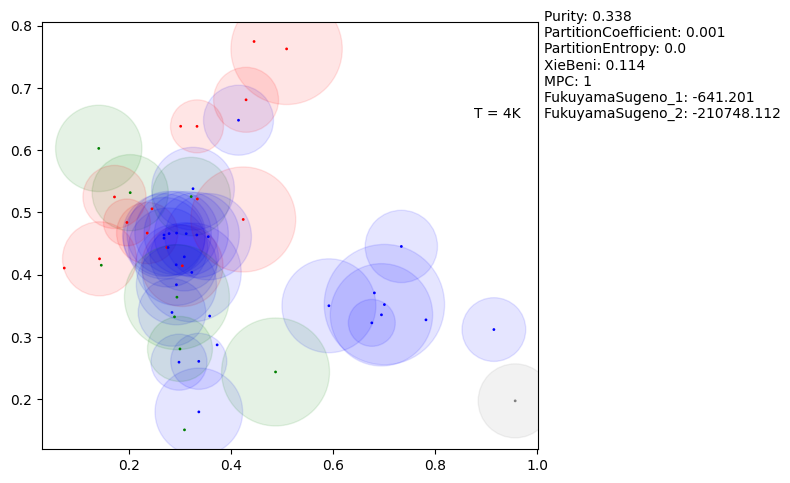 Purity: 0.338
PartitionCoefficient: 0.001
PartitionEntropy: 0.0
XieBeni: 0.114
MPC: 1
FukuyamaSugeno_1: -641.201
FukuyamaSugeno_2: -210748.112
T = 4K
0.8
0.7
0.6
0.5
0.4
0.3
0.2
0.2 0.4 0.6 0.8 1.0